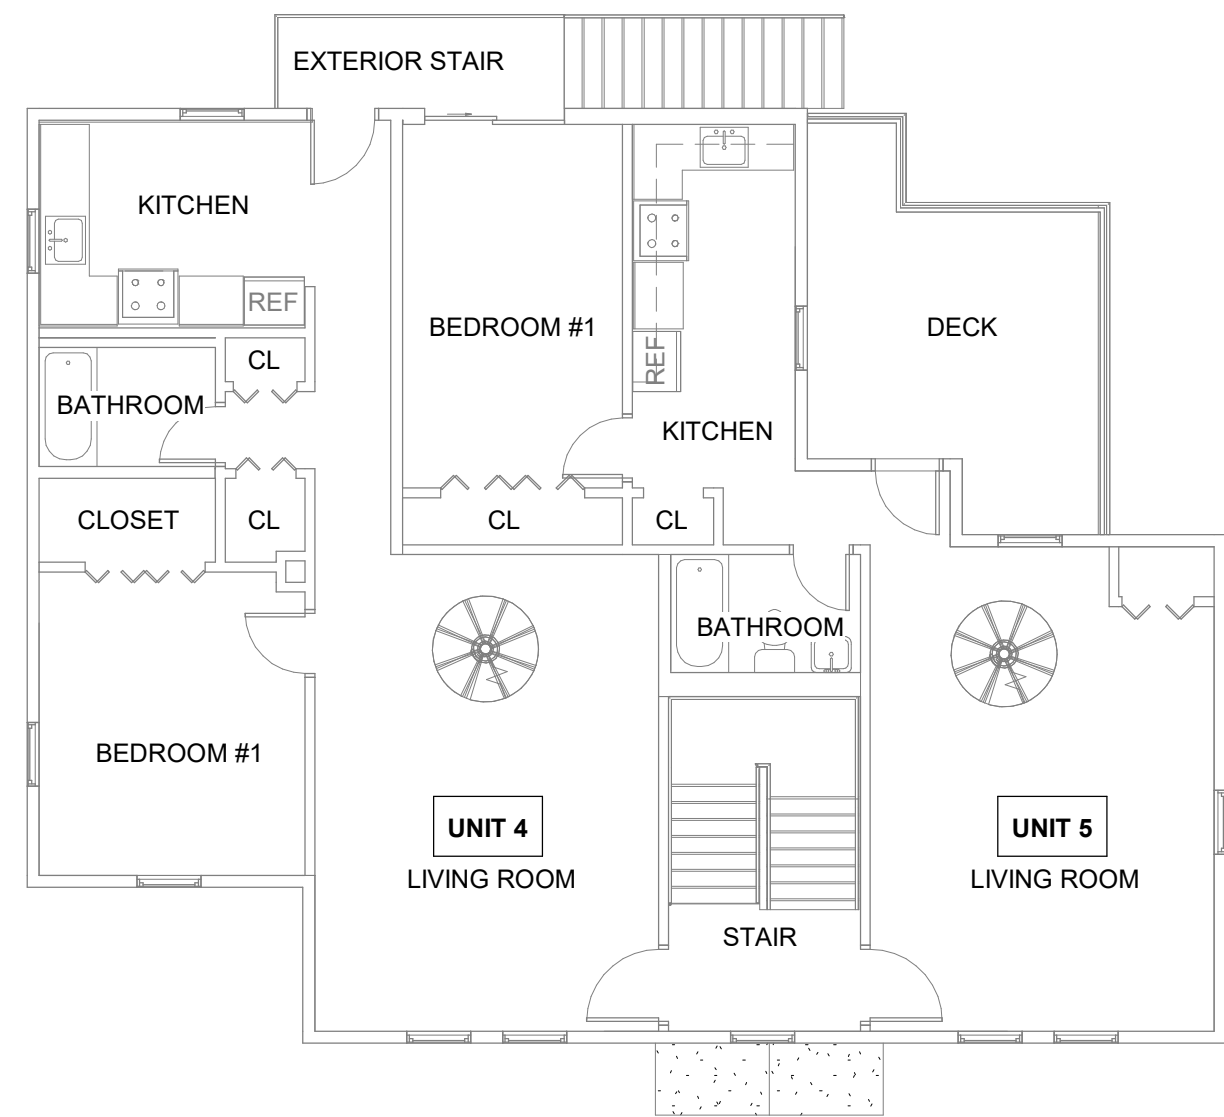 EXTERIOR STAIR
KITCHEN
REF
BEDROOM #1
DECK
REF
CL
BATHROOM
KITCHEN
CLOSET
CL
CL
CL
BATHROOM
BEDROOM #1
UNIT 4
LIVING ROOM
UNIT 5
LIVING ROOM
STAIR